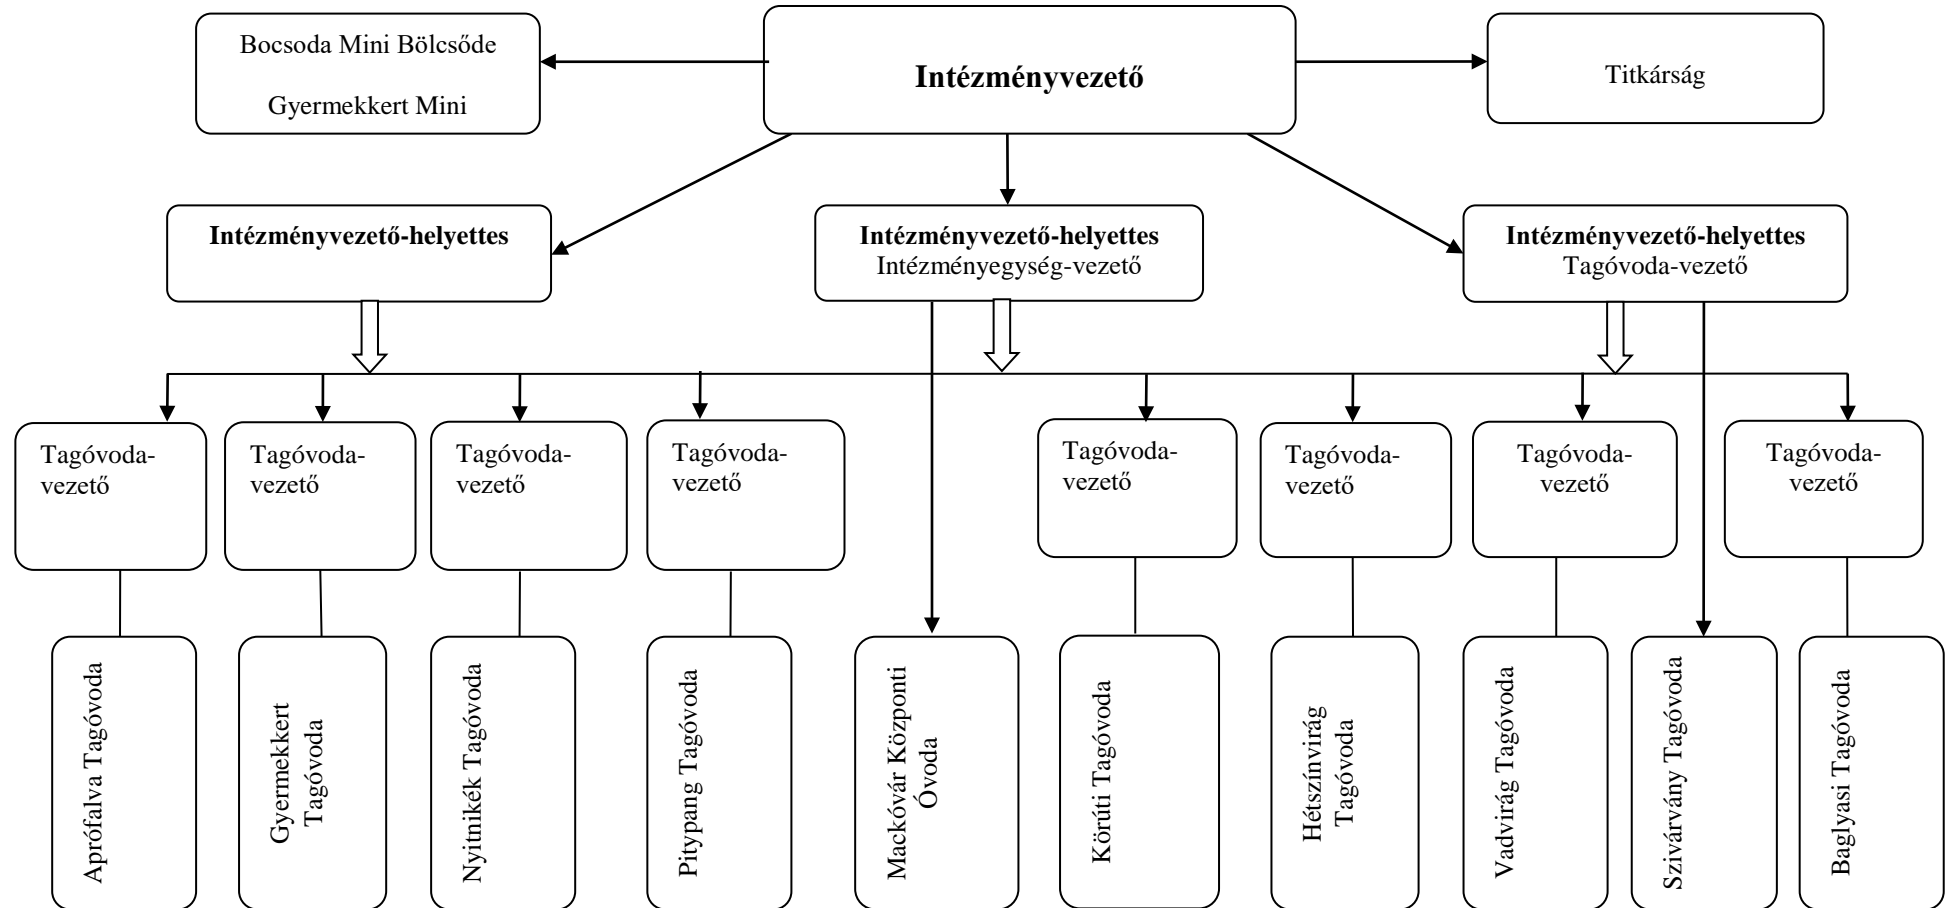 Bocsoda Mini Bölcsőde
Gyermekkert Mini
Intézményvezető
Titkárság
Intézményvezető-helyettes
Intézményvezető-helyettes
Intézményegység-vezető
Intézményvezető-helyettes
Tagóvoda-vezető
Tagóvoda-
vezető
Tagóvoda-
vezető
Tagóvoda-
vezető
Tagóvoda-
vezető
Tagóvoda-
vezető
Tagóvoda-
vezető
Tagóvoda-
vezető
Tagóvoda-
vezető
Aprófalva Tagóvoda
Gyermekkert
Tagóvoda
Nyitnikék Tagóvoda
Pitypang Tagóvoda
Mackóvár Központi
Óvoda
Körúti Tagóvoda
Hétszínvirág
Tagóvoda
Vadvirág Tagóvoda
Szivárvány Tagóvoda
Baglyasi Tagóvoda